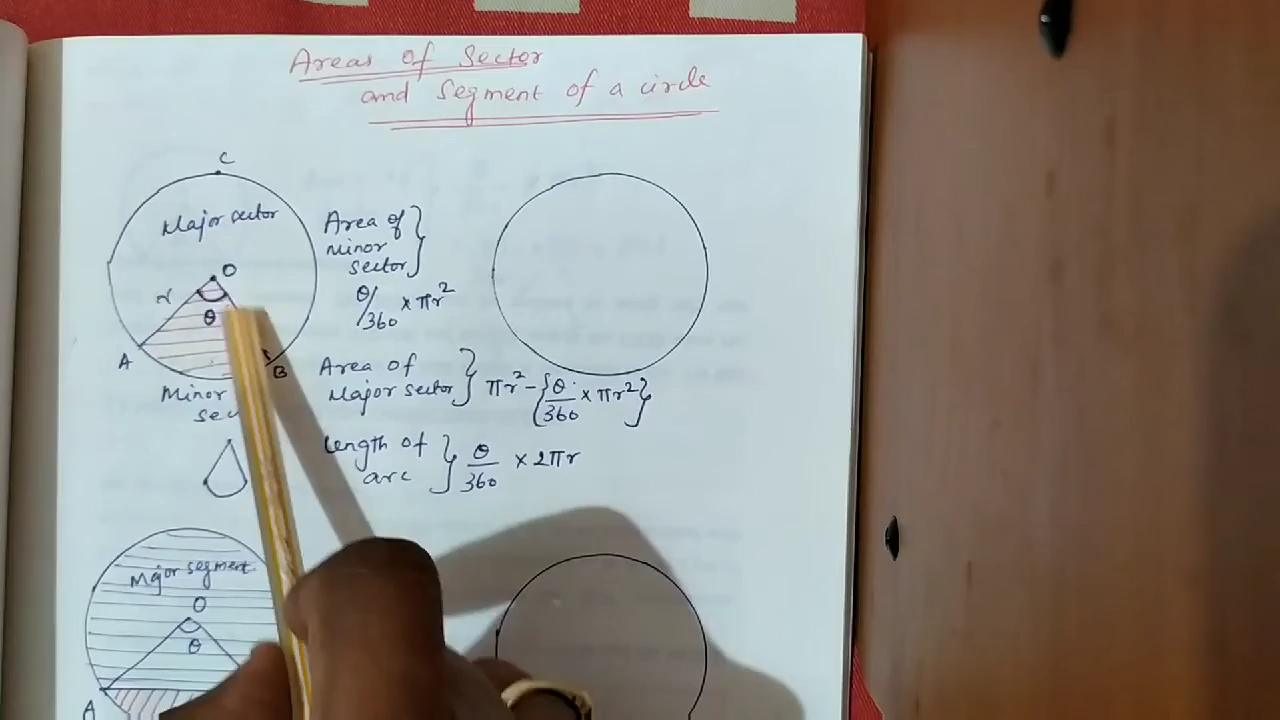 Areas of Sector
and Segment of a circle
C
Major sector
O
r
θ
A
B
Minor
Area of
minor
sector
θ/360 × πr²
Area of
Major sector } πr² - {θ/360 × πr²}
Length of
arc } θ/360 × 2πr
Major segment
O
θ
A